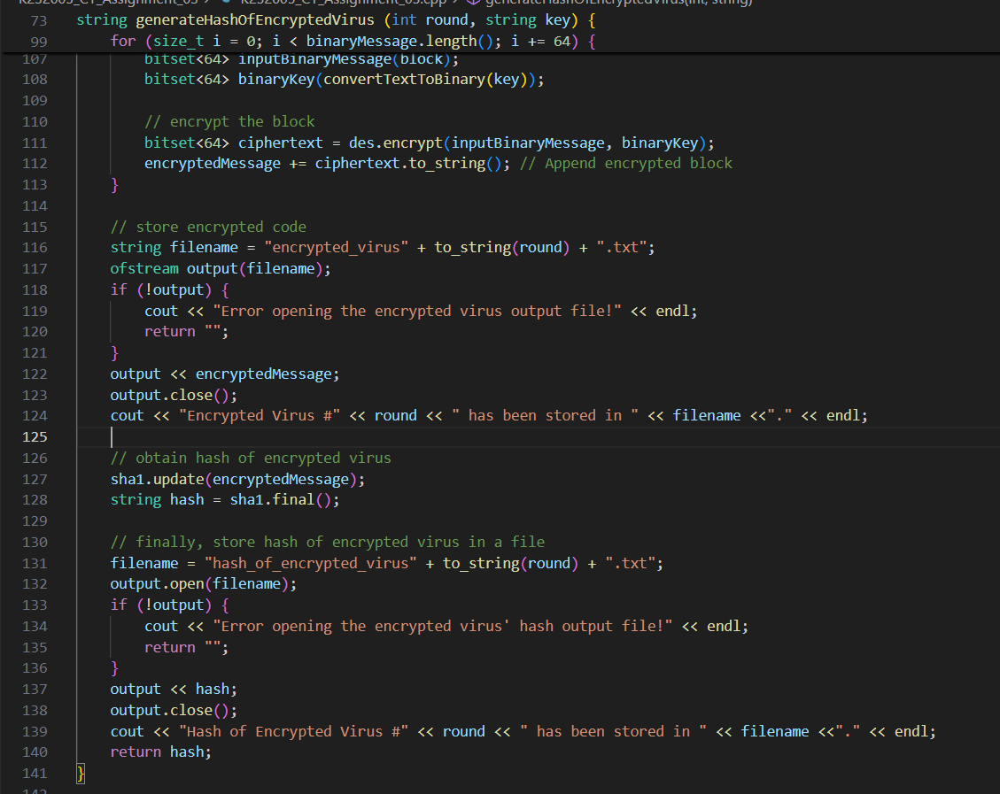 generateHashOfEncryptedVirus(int, string)
73 string generateHashOfEncryptedVirus (int round, string key) {
99 for (size_t i = 0; i < binaryMessage.length(); i += 64) {
107 bitset<64> inputBinaryMessage(block);
108 bitset<64> binaryKey(convertTextToBinary(key));
109
110 // encrypt the block
111 bitset<64> ciphertext = des.encrypt(inputBinaryMessage, binaryKey);
112 encryptedMessage += ciphertext.to_string(); // Append encrypted block
113 }
114
115 // store encrypted code
116 string filename = "encrypted_virus" + to_string(round) + ".txt";
117 ofstream output(filename);
118 if (!output) {
119 cout << "Error opening the encrypted virus output file!" << endl;
120 return "";
121 }
122 output << encryptedMessage;
123 output.close();
124 cout << "Encrypted Virus #" << round << " has been stored in " << filename <<"." << endl;
125
126 // obtain hash of encrypted virus
127 sha1.update(encryptedMessage);
128 string hash = sha1.final();
129
130 // finally, store hash of encrypted virus in a file
131 filename = "hash_of_encrypted_virus" + to_string(round) + ".txt";
132 output.open(filename);
133 if (!output) {
134 cout << "Error opening the encrypted virus' hash output file!" << endl;
135 return "";
136 }
137 output << hash;
138 output.close();
139 cout << "Hash of Encrypted Virus #" << round << " has been stored in " << filename <<"." << endl;
140 return hash;
141 }